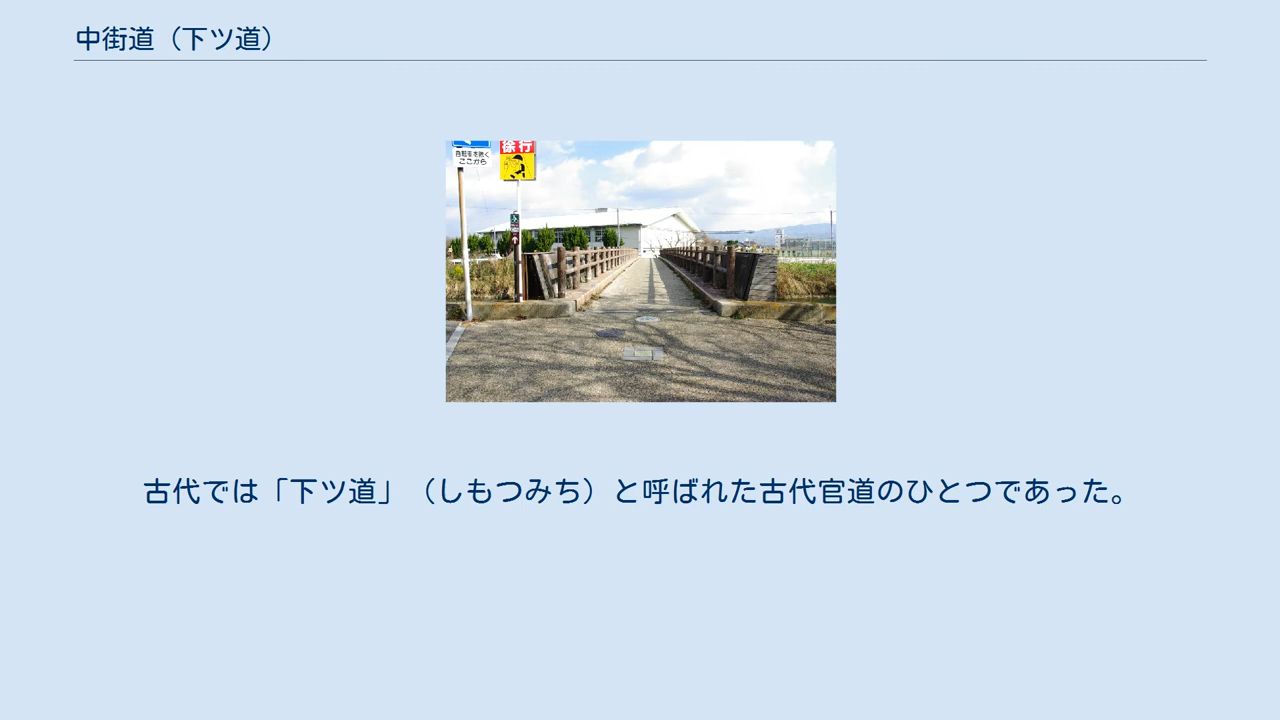 中街道（下ツ道）
自転車を除く
ここから
徐行
古代では「下ツ道」（しもつみち）と呼ばれた古代官道のひとつであった。